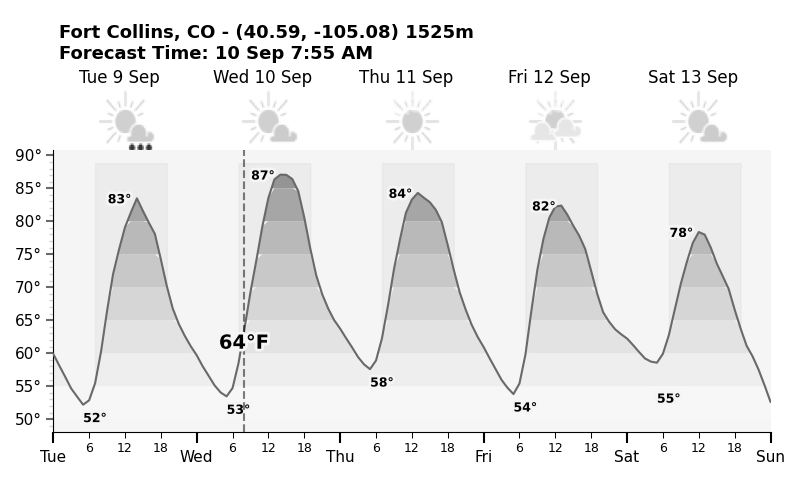 Fort Collins, CO - (40.59, -105.08) 1525m
Forecast Time: 10 Sep 7:55 AM
Tue 9 Sep Wed 10 Sep Thu 11 Sep Fri 12 Sep Sat 13 Sep
90°
85°
80°
75°
70°
65°
60°
55°
50°
83° 87° 84° 82° 78°
64°F
52° 53° 58° 54° 55°
6 12 18 6 12 18 6 12 18 6 12 18 6 12 18
Tue Wed Thu Fri Sat Sun